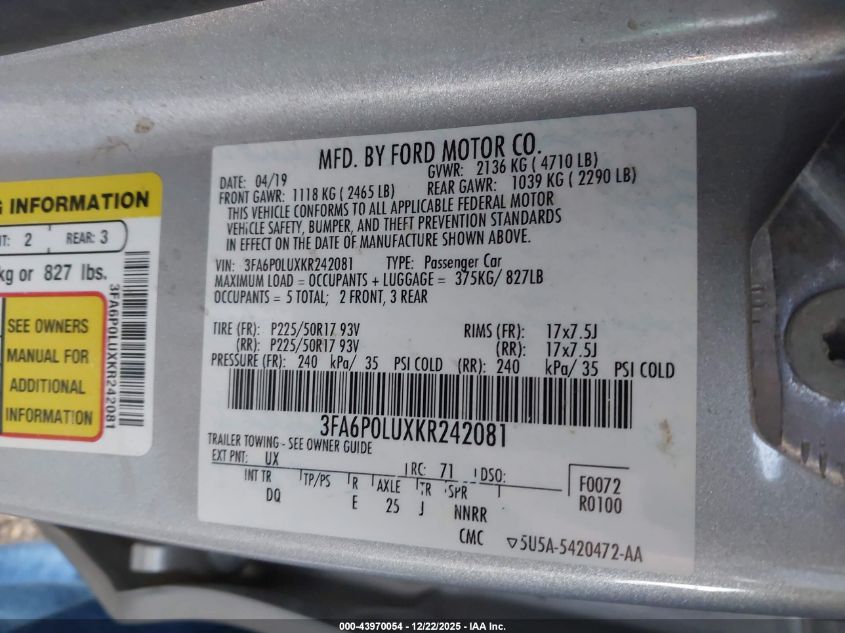 G INFORMATION
T: 2 REAR: 3
kg or 827 lbs.
SEE OWNERS
MANUAL FOR
ADDITIONAL
INFORMATION
3FA6P0LUXKR242081
MFD. BY FORD MOTOR CO.
DATE: 04/19 GVWR: 2136 KG ( 4710 LB)
FRONT GAWR: 1118 KG ( 2465 LB) REAR GAWR: 1039 KG ( 2290 LB)
THIS VEHICLE CONFORMS TO ALL APPLICABLE FEDERAL MOTOR
VEHICLE SAFETY, BUMPER, AND THEFT PREVENTION STANDARDS
IN EFFECT ON THE DATE OF MANUFACTURE SHOWN ABOVE.
VIN: 3FA6P0LUXKR242081 TYPE: Passenger Car
MAXIMUM LOAD = OCCUPANTS + LUGGAGE = 375KG/ 827LB
OCCUPANTS = 5 TOTAL; 2 FRONT, 3 REAR
TIRE (FR): P225/50R17 93V RIMS (FR): 17x7.5J
(RR): P225/50R17 93V (RR): 17x7.5J
PRESSURE (FR): 240 kPa/ 35 PSI COLD (RR): 240 kPa/ 35 PSI COLD
3FA6P0LUXKR242081
TRAILER TOWING - SEE OWNER GUIDE
EXT PNT: UX RC: 71 DSO: F0072
INT TR TP/PS R AXLE TR SPR R0100
DQ E 25 J NNRR
CMC ▽5U5A-5420472-AA
000-43970054 - 12/22/2025 - IAA Inc.